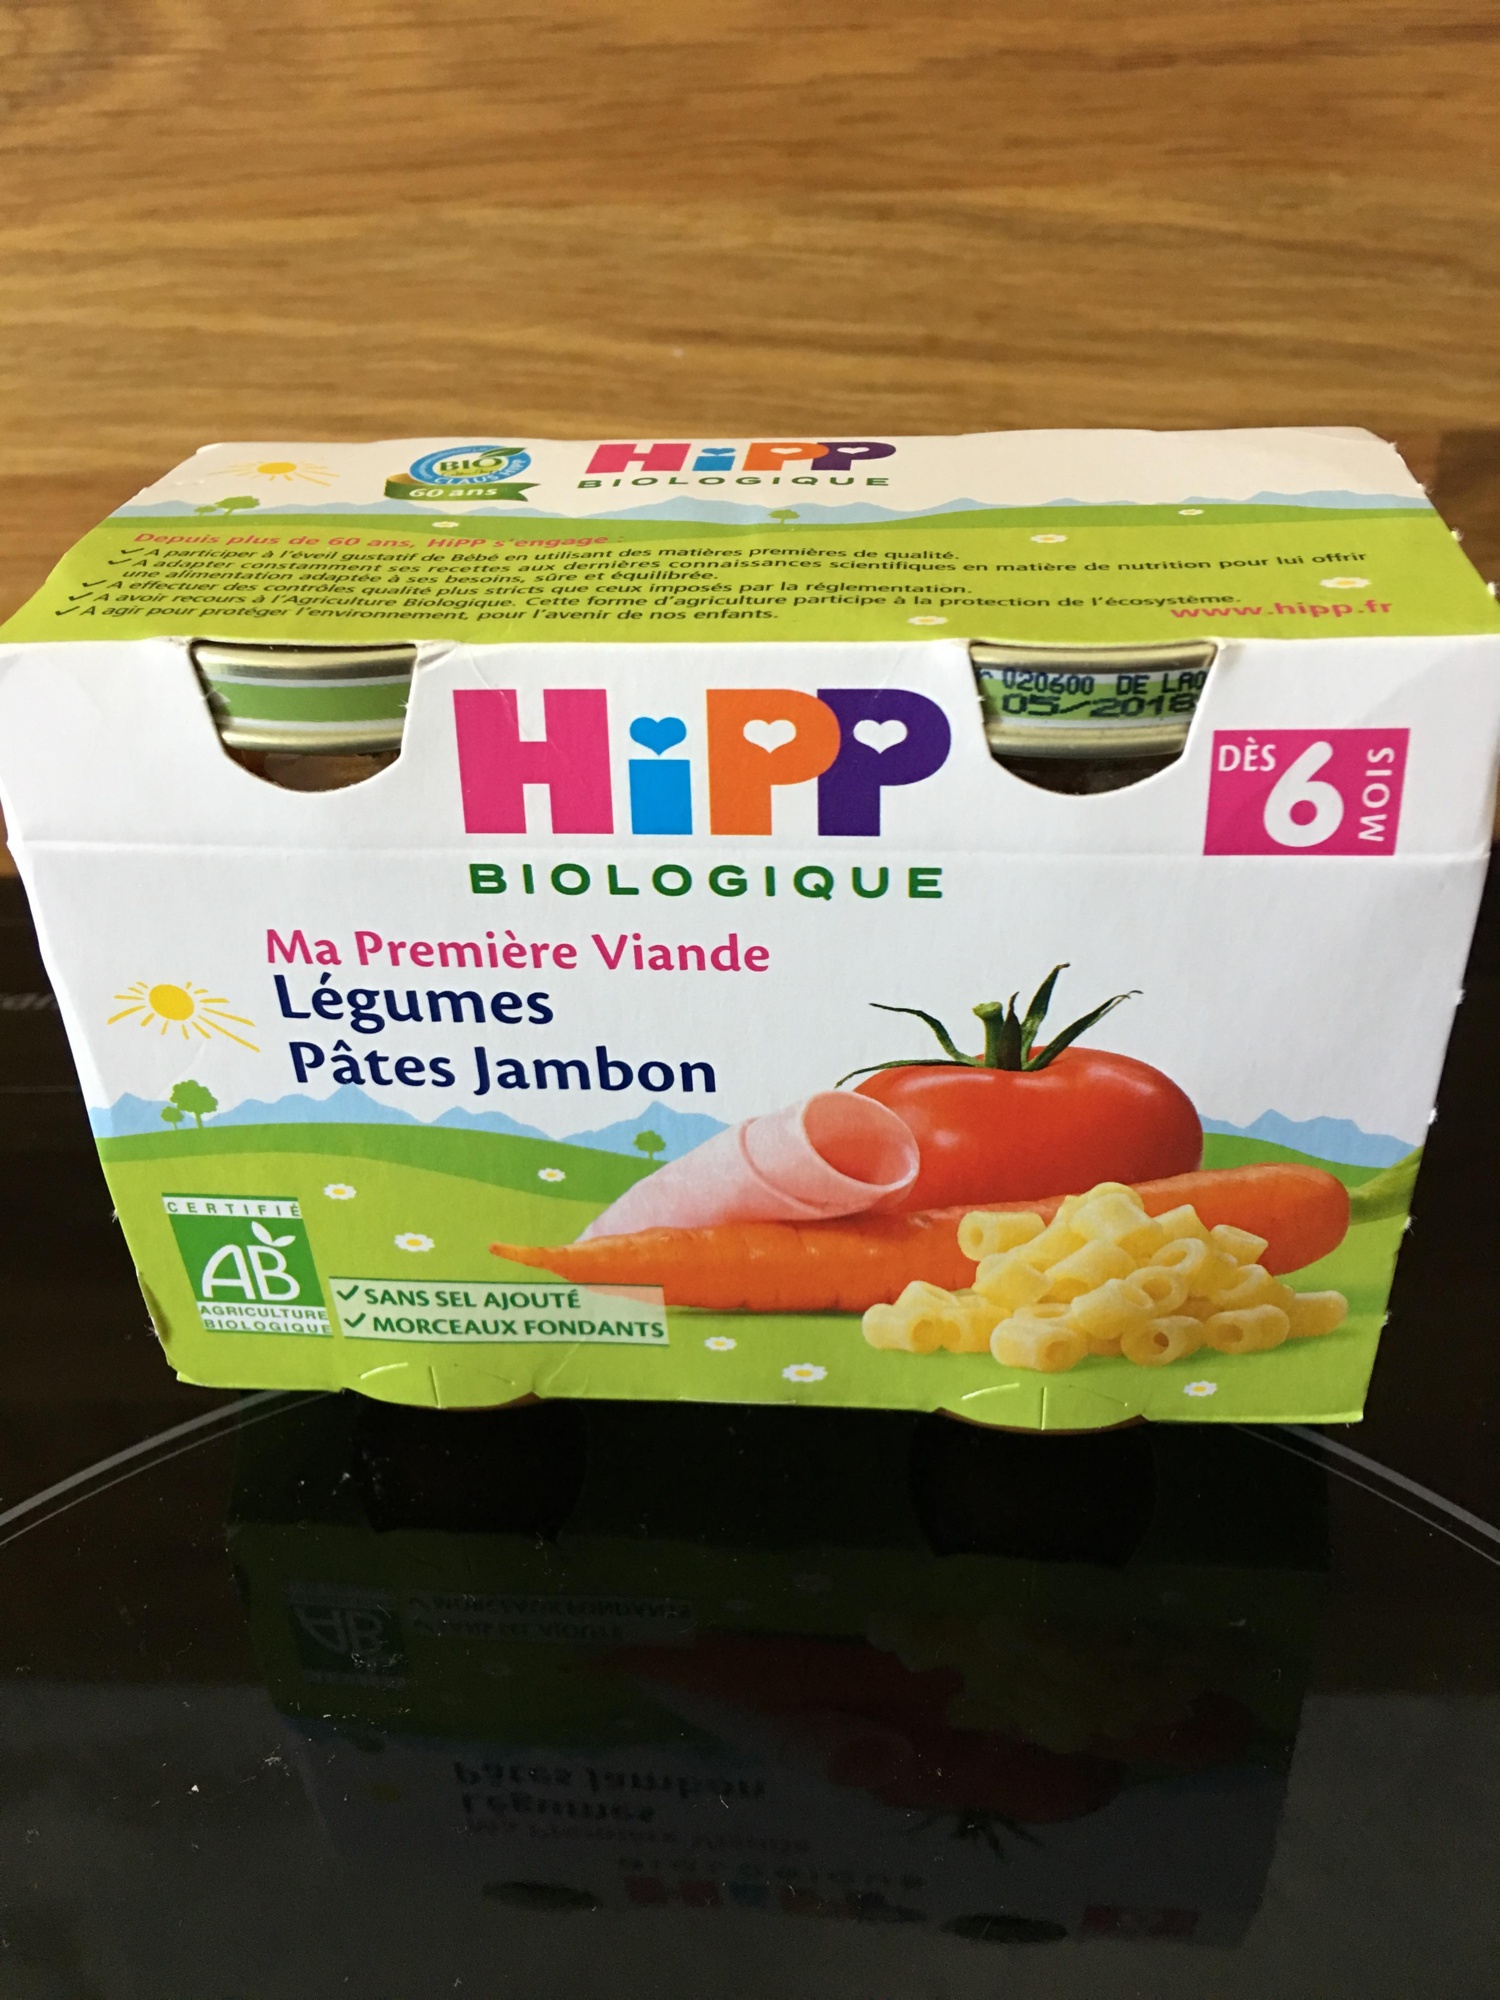 BIO
CLAUS HIPP
60 ans
HiPP
BIOLOGIQUE
Depuis plus de 60 ans, HiPP s'engage :
✓ A participer à l'éveil gustatif de Bébé en utilisant des matières premières de qualité.
✓ A adapter constamment ses recettes aux dernières connaissances scientifiques en matière de nutrition pour lui offrir
une alimentation adaptée à ses besoins, sûre et équilibrée.
✓ A effectuer des contrôles qualité plus stricts que ceux imposés par la réglementation.
✓ A avoir recours à l'Agriculture Biologique. Cette forme d'agriculture participe à la protection de l'écosystème.
✓ A agir pour protéger l'environnement, pour l'avenir de nos enfants.
www.hipp.fr
020600 DE LAO
05/2018
HiPP
BIOLOGIQUE
DÈS 6 MOIS
Ma Première Viande
Légumes
Pâtes Jambon
CERTIFIÉ
AB
AGRICULTURE
BIOLOGIQUE
✓ SANS SEL AJOUTÉ
✓ MORCEAUX FONDANTS